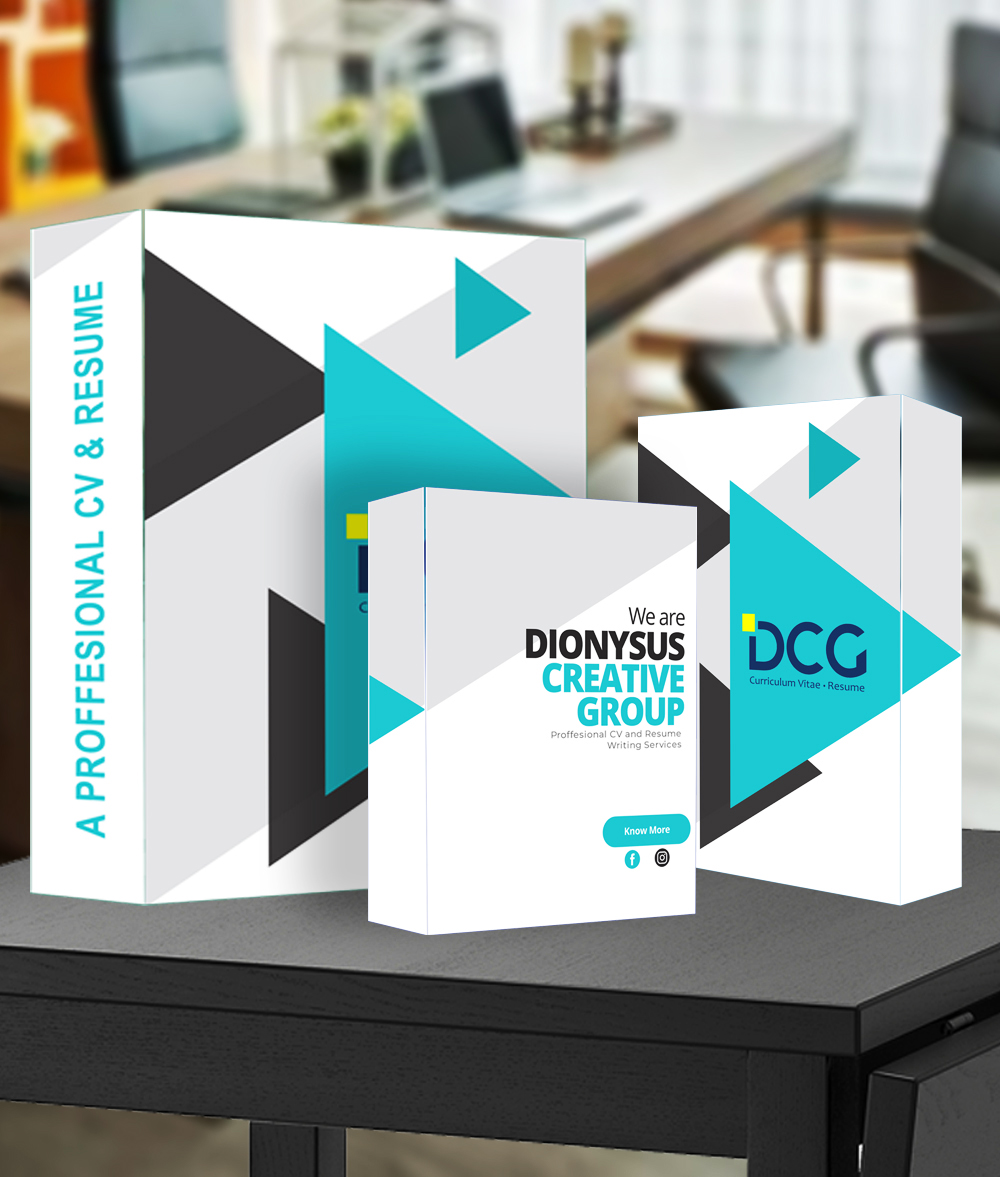 A PROFFESIONAL CV & RESUME
We are
DIONYSUS
CREATIVE
GROUP
Proffesional CV and Resume
Writing Services
Know More
DCG
Curriculum Vitae • Resume